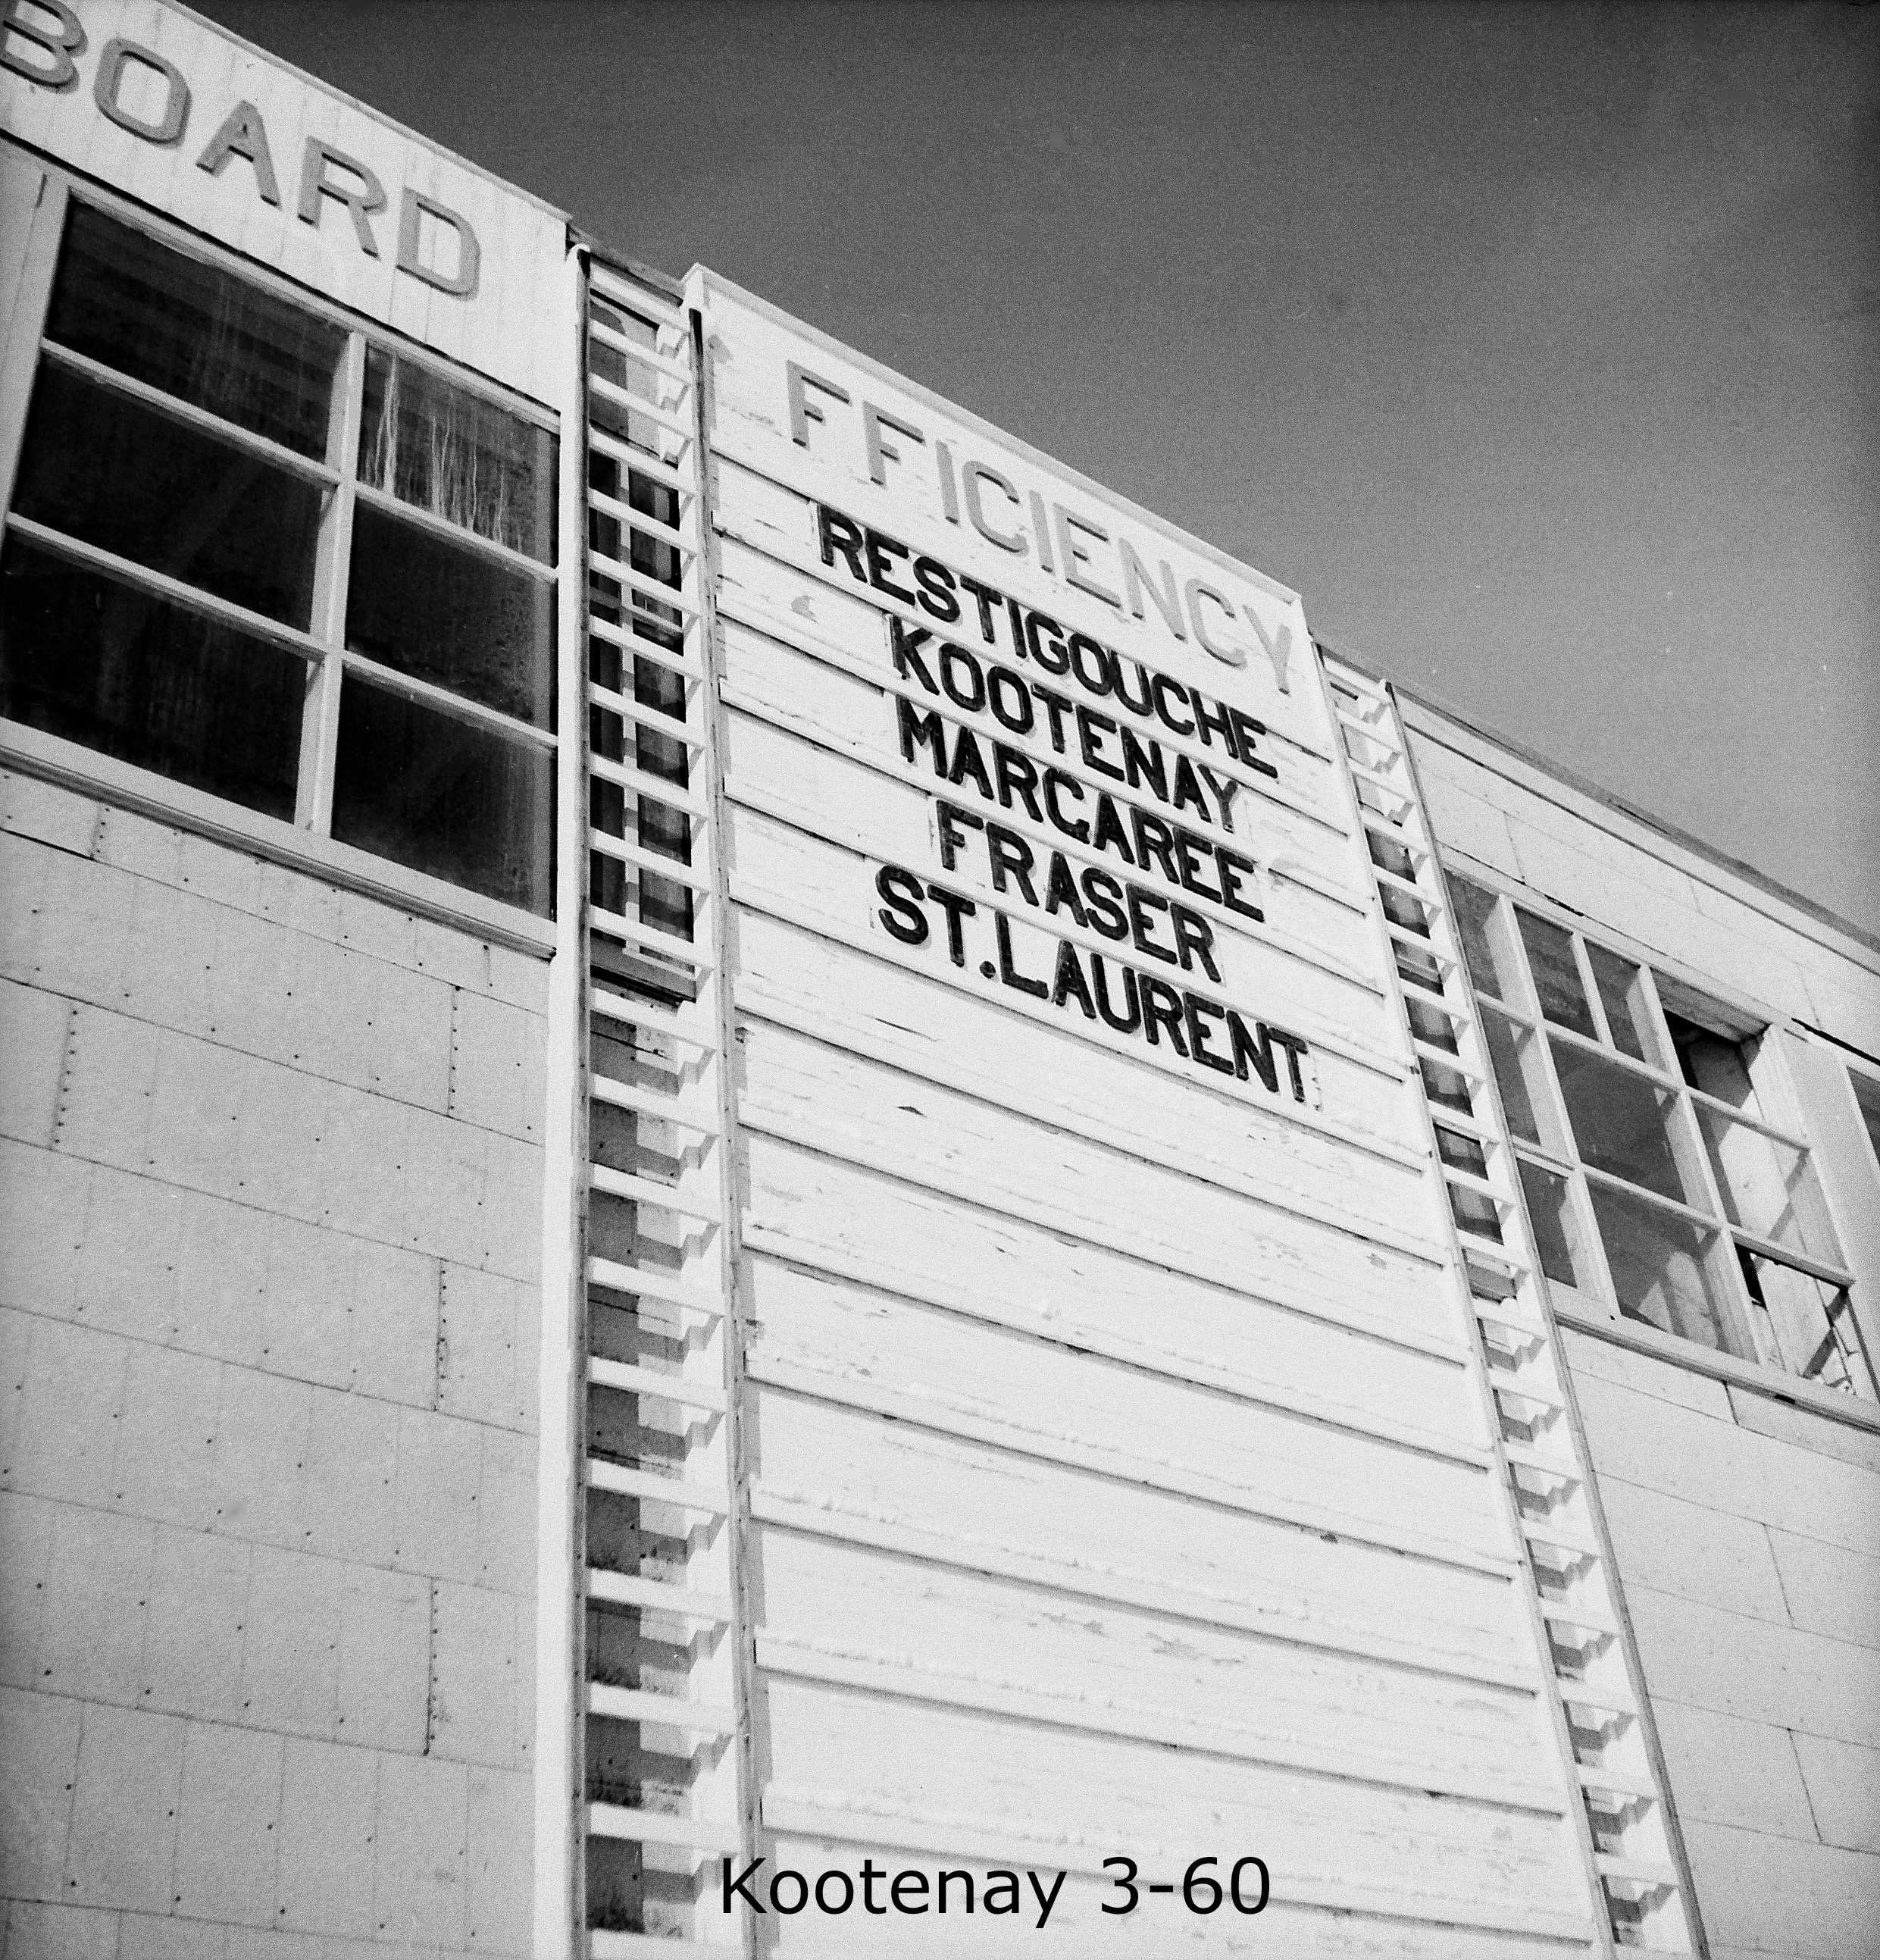 BOARD
FFICIENCY
RESTIGOUCHE
KOOTENAY
MARGAREE
FRASER
ST.LAURENT
Kootenay 3-60